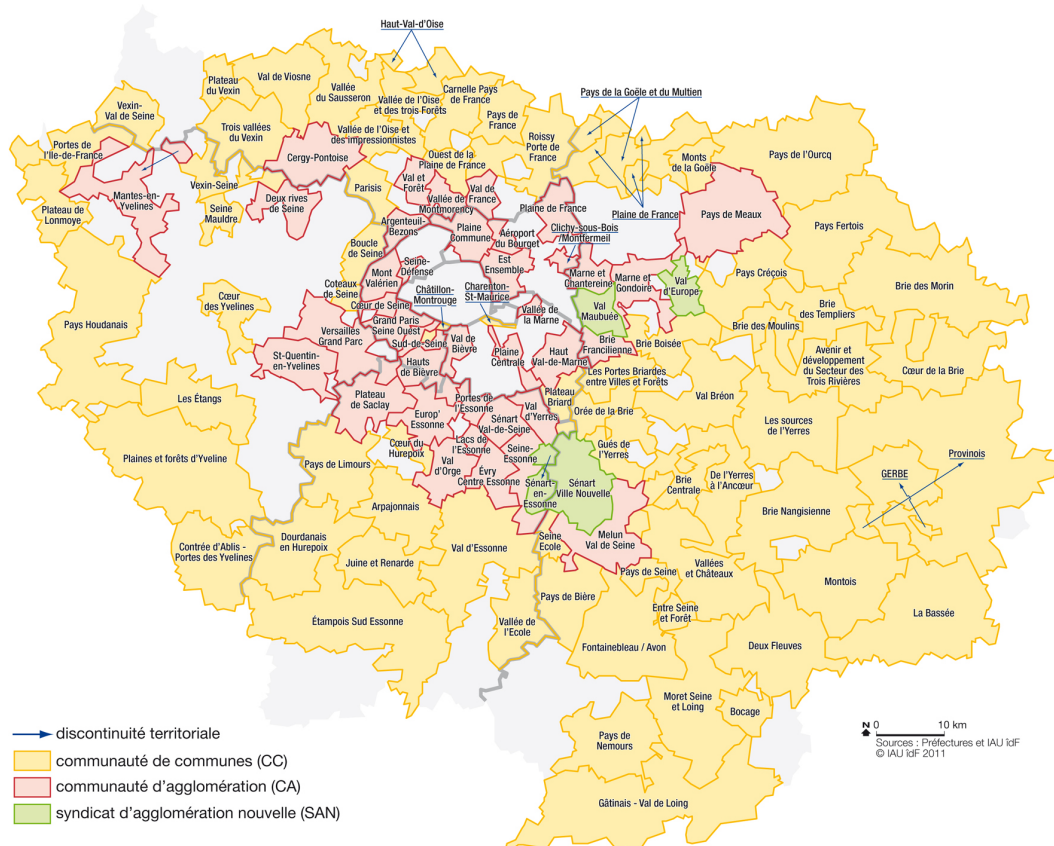 Haut-Val-d'Oise
Plateau
du Vexin
Val de Viosne
Vallée
du Sausseron
Carnelle Pays
de France
Vallée de l'Oise
et des trois Forêts
Pays de la Goële et du Multien
Vexin-
Val de Seine
Pays de
France
Trois vallées
du Vexin
Vallée de l'Oise et
des impressionnistes
Roissy
Porte de
France
Portes de
l'Ile-de-France
Cergy-Pontoise
Ouest de la
Plaine de France
Monts
de la Goële
Pays de l'Ourcq
Mantes-en-
Yvelines
Vexin-Seine
Parisis
Val et
Forêt
Val de
France
Vallée de
Montmorency
Plaine de France
Plaine de France
Plateau de
Lonmoye
Seine
Mauldre
Deux rives
de Seine
Argenteuil-
Bezons
Plaine
Commune
Aéroport
du Bourget
Clichy-sous-Bois
/Montfermeil
Pays de Meaux
Pays Fertois
Boucle
de Seine
Seine-
Défense
Est
Ensemble
Mont
Valérien
Marne et
Chantereine
Marne et
Gondoire
Val
d'Europe
Pays Créçois
Coteaux
de Seine
Châtillon-
Montrouge
Charenton-
St-Maurice
Brie des Morin
Cœur
des Yvelines
Cœur de Seine
Vallée de
la Marne
Val
Maubuée
Brie des
Templiers
Pays Houdanais
Versailles
Grand Parc
Grand Paris
Seine Ouest
Sud-de-Seine
Val de
Bièvre
Brie des Moulins
Brie
Francilienne
Brie Boisée
St-Quentin-
en-Yvelines
Hauts
de Bièvre
Plaine
Centrale
Haut
Val-de-Marne
Avenir et
développement
du Secteur des
Trois Rivières
Cœur de la Brie
Les Portes Briardes
entre Villes et Forêts
Les Étangs
Plateau
de Saclay
Portes de
l'Essonne
Val
d'Yerres
Plateau
Briard
Val Bréon
Europ'
Essonne
Sénart
Val-de-Seine
Orée de la Brie
Les sources
de l'Yerres
Plaines et forêts d'Yveline
Cœur du
Hurepoix
Lacs de
l'Essonne
Seine-
Essonne
Gués de
l'Yerres
Provinois
Pays de Limours
Val
d'Orge
Évry
Centre Essonne
GERBE
Sénart-
en-
Essonne
Sénart
Ville Nouvelle
Brie
Centrale
De l'Yerres
à l'Ancœur
Arpajonnais
Brie Nangisienne
Contrée d'Ablis -
Portes des Yvelines
Dourdanais
en Hurepoix
Val d'Essonne
Seine
Ecole
Melun
Val de Seine
Juine et Renarde
Pays de Seine
Vallées
et Châteaux
Montois
Pays de Bière
La Bassée
Étampois Sud Essonne
Vallée de
l'Ecole
Entre Seine
et Forêt
Fontainebleau / Avon
Deux Fleuves
Moret Seine
et Loing
Bocage
Pays de
Nemours
Gâtinais - Val de Loing
discontinuité territoriale
communauté de communes (CC)
communauté d'agglomération (CA)
syndicat d'agglomération nouvelle (SAN)
N 0 10 km
Sources : Préfectures et IAU îdF
© IAU îdF 2011